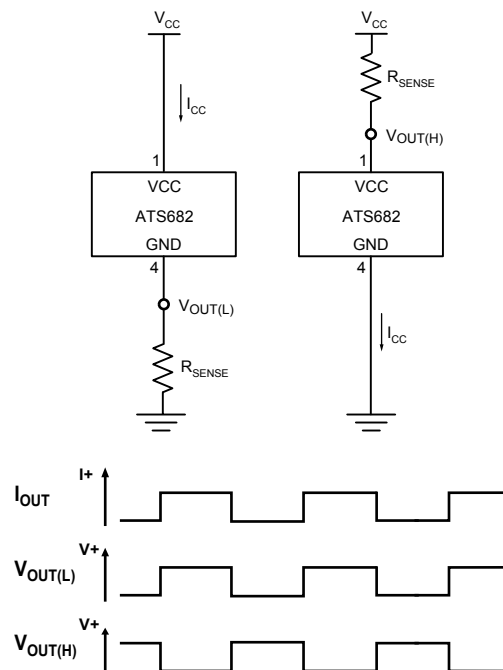 VCC
ICC
1
VCC
ATS682
GND
4
VOUT(L)
RSENSE
VCC
RSENSE
VOUT(H)
1
VCC
ATS682
GND
4
ICC
I+
IOUT
V+
VOUT(L)
V+
VOUT(H)